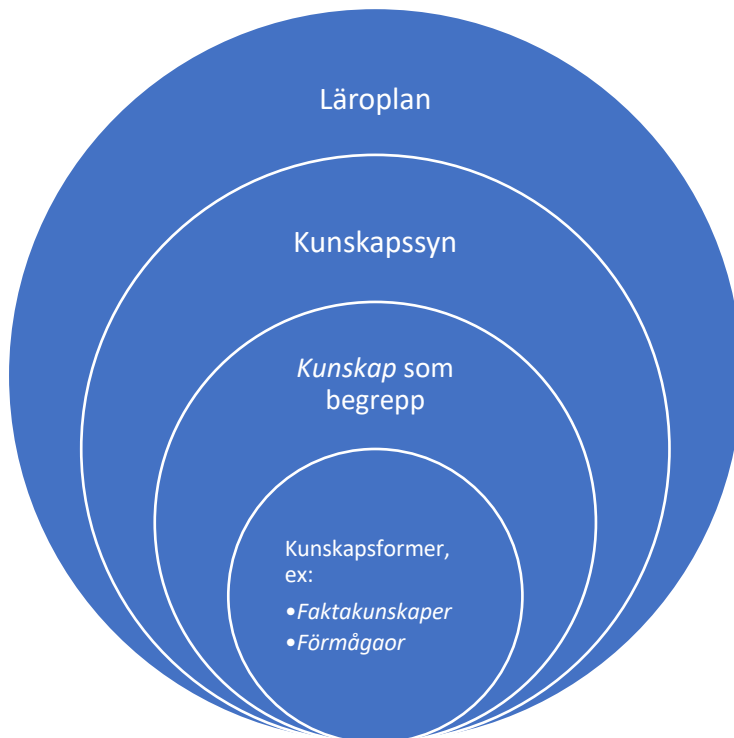 Läroplan
Kunskapssyn
Kunskap som
begrepp
Kunskapsformer,
ex:
•Faktakunskaper
•Förmågaor